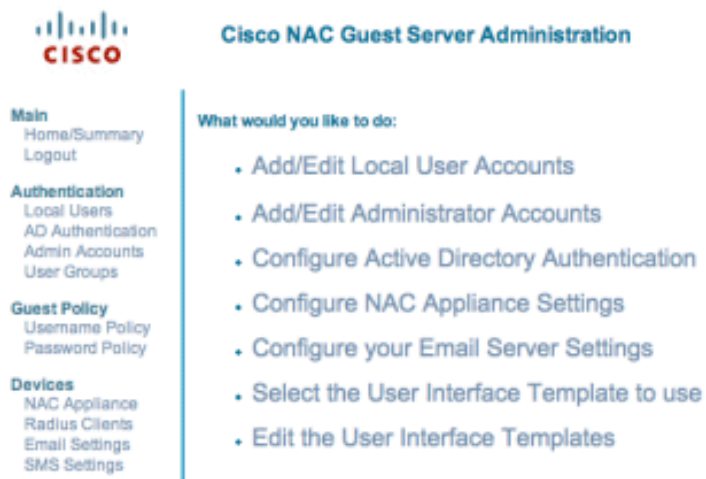 CISCO
Cisco NAC Guest Server Administration
Main
Home/Summary
Logout
Authentication
Local Users
AD Authentication
Admin Accounts
User Groups
Guest Policy
Username Policy
Password Policy
Devices
NAC Appliance
Radius Clients
Email Settings
SMS Settings
What would you like to do:
• Add/Edit Local User Accounts
• Add/Edit Administrator Accounts
• Configure Active Directory Authentication
• Configure NAC Appliance Settings
• Configure your Email Server Settings
• Select the User Interface Template to use
• Edit the User Interface Templates